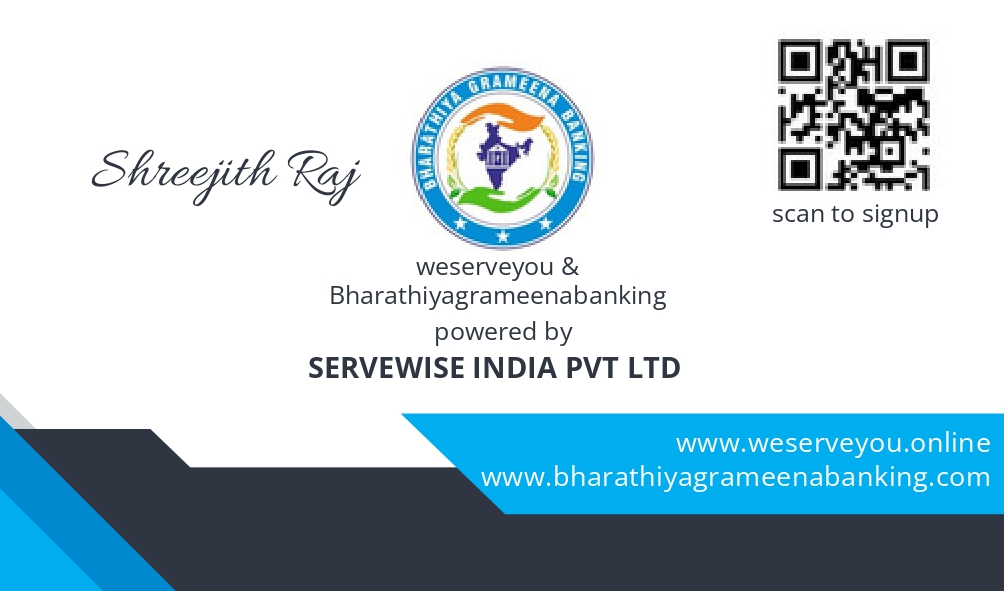 Shreejith Raj
BHARATHIYA GRAMEENA BANKING
scan to signup
weserveyou &
Bharathiyagrameenabanking
powered by
SERVEWISE INDIA PVT LTD
www.weserveyou.online
www.bharathiyagrameenabanking.com